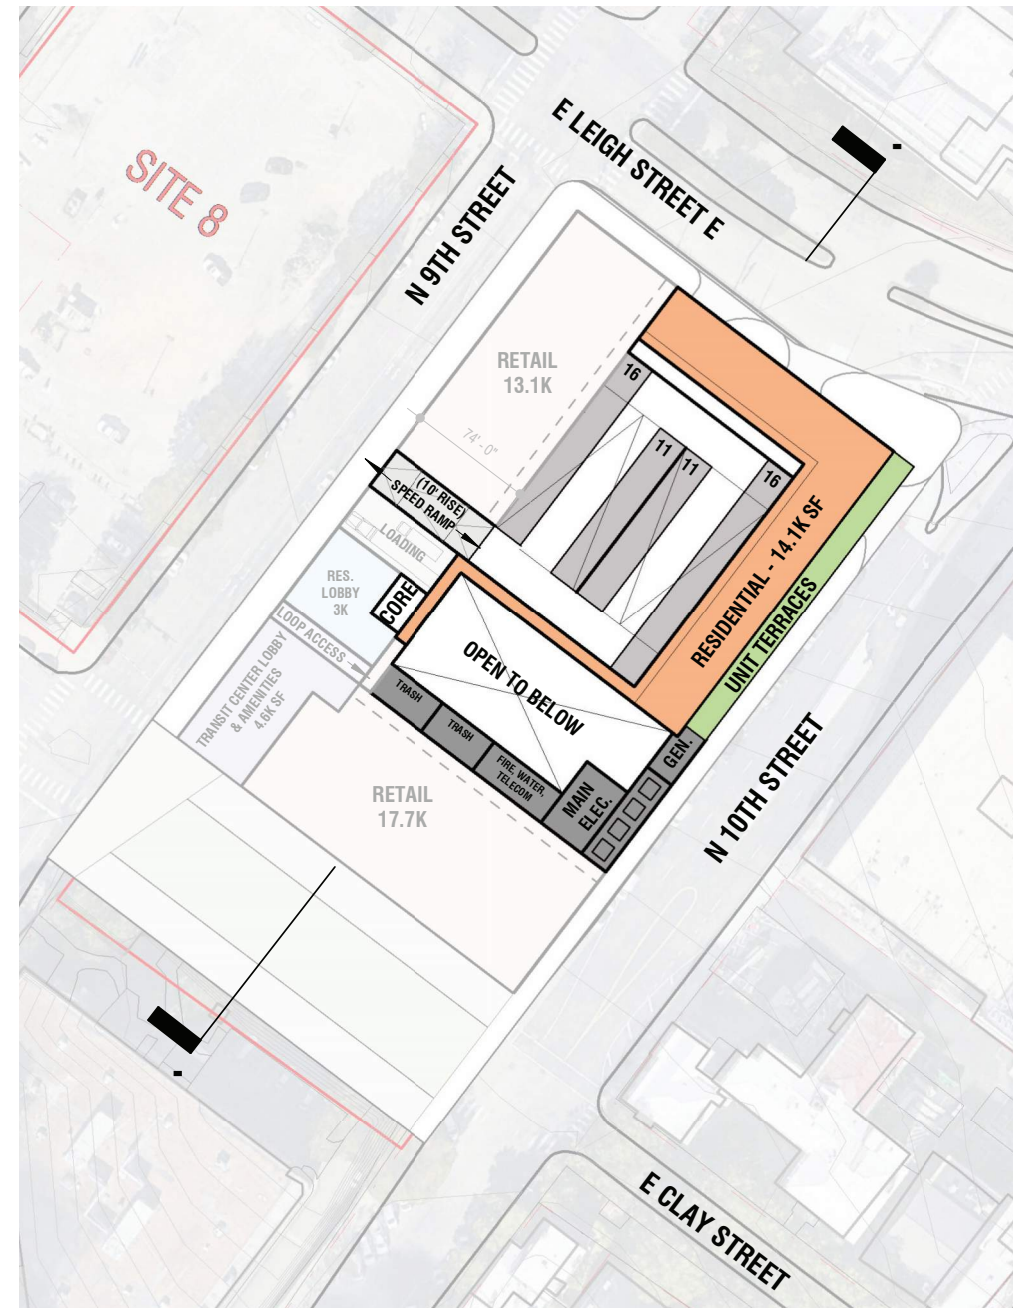 E LEIGH STREET E
SITE 8
N 9TH STREET
RETAIL
13.1K
16
11
11
16
74'-0"
(10' RISE)
SPEED RAMP
LOADING
RESIDENTIAL - 14.1K SF
RES.
LOBBY
3K
CORE
UNIT TERRACES
LOOP ACCESS
OPEN TO BELOW
TRANSIT CENTER LOBBY
& AMENITIES
4.6K SF
TRASH
TRASH
FIRE, WATER,
TELECOM
MAIN
ELEC.
GEN.
N 10TH STREET
RETAIL
17.7K
E CLAY STREET